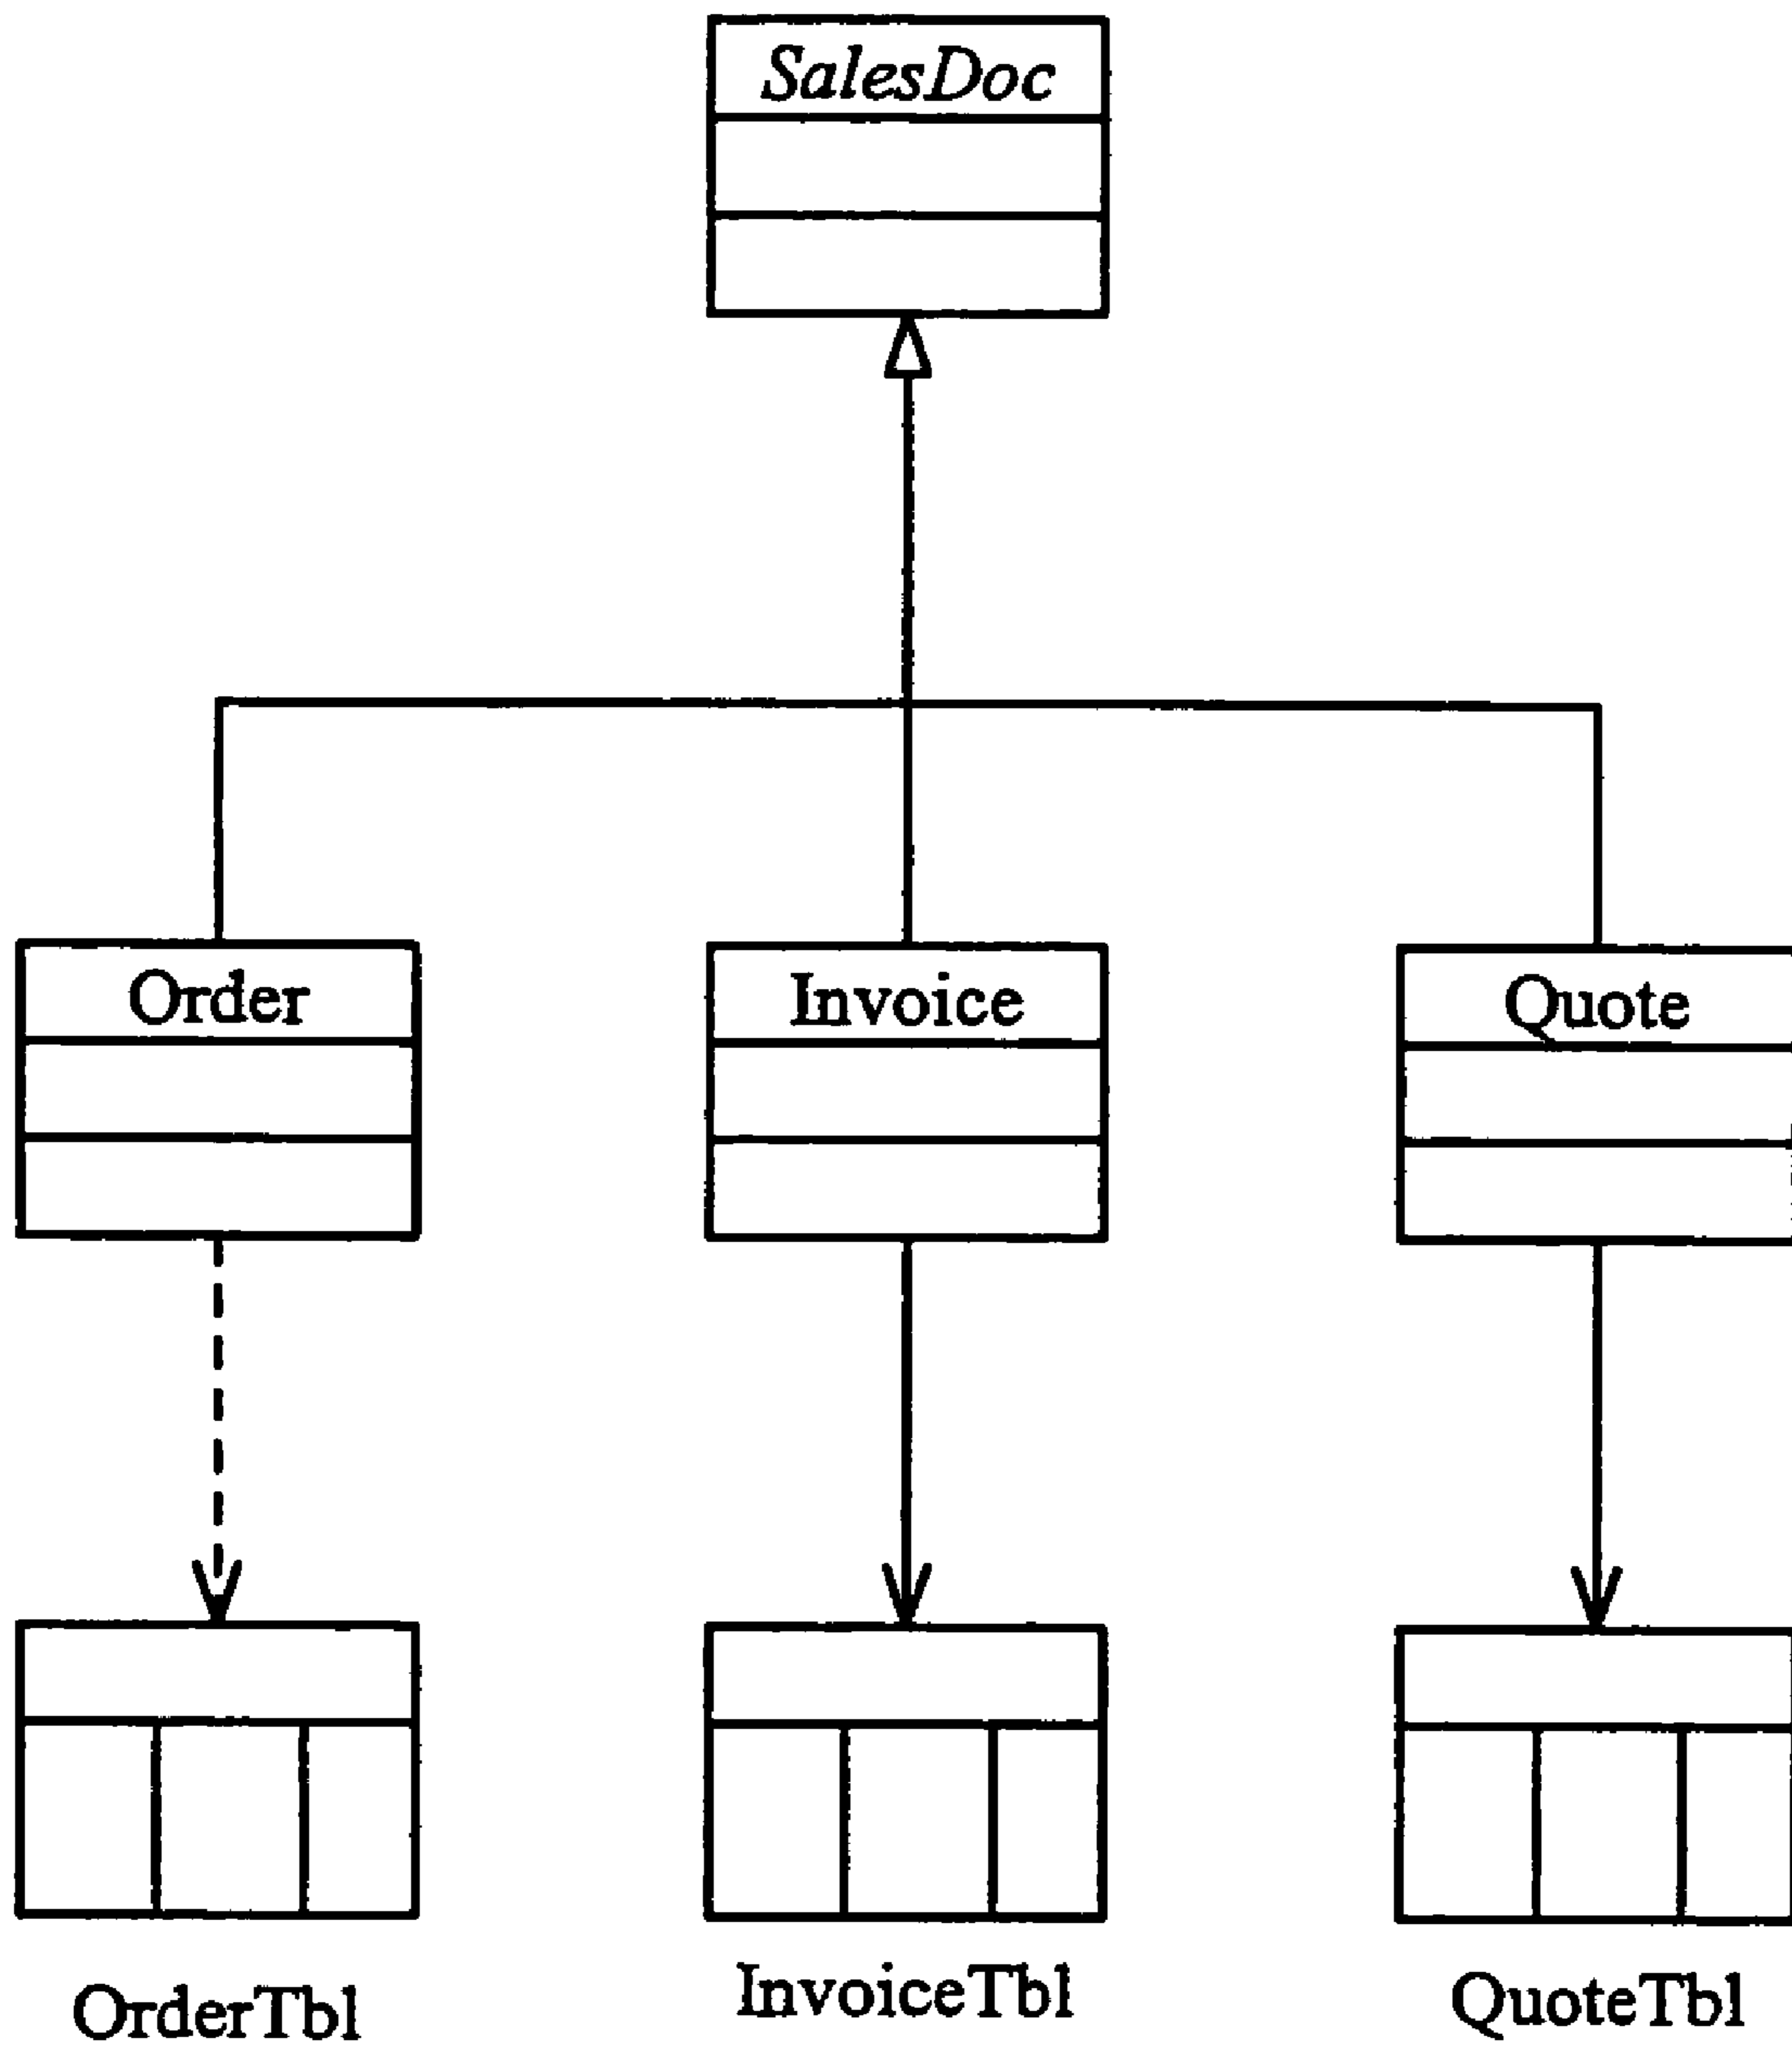 SalesDoc
Order
Invoice
Quote
OrderTbl
InvoiceTbl
QuoteTbl